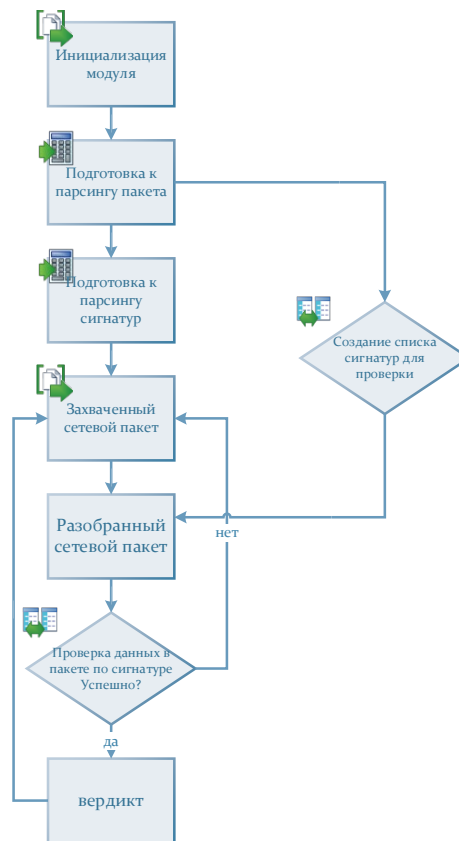 Инициализация
модуля
Подготовка к
парсингу пакета
Подготовка к
парсингу
сигнатур
Создание списка
сигнатур для
проверки
Захваченный
сетевой пакет
Разобранный
сетевой пакет
нет
Проверка данных в
пакете по сигнатуре
Успешно?
да
вердикт